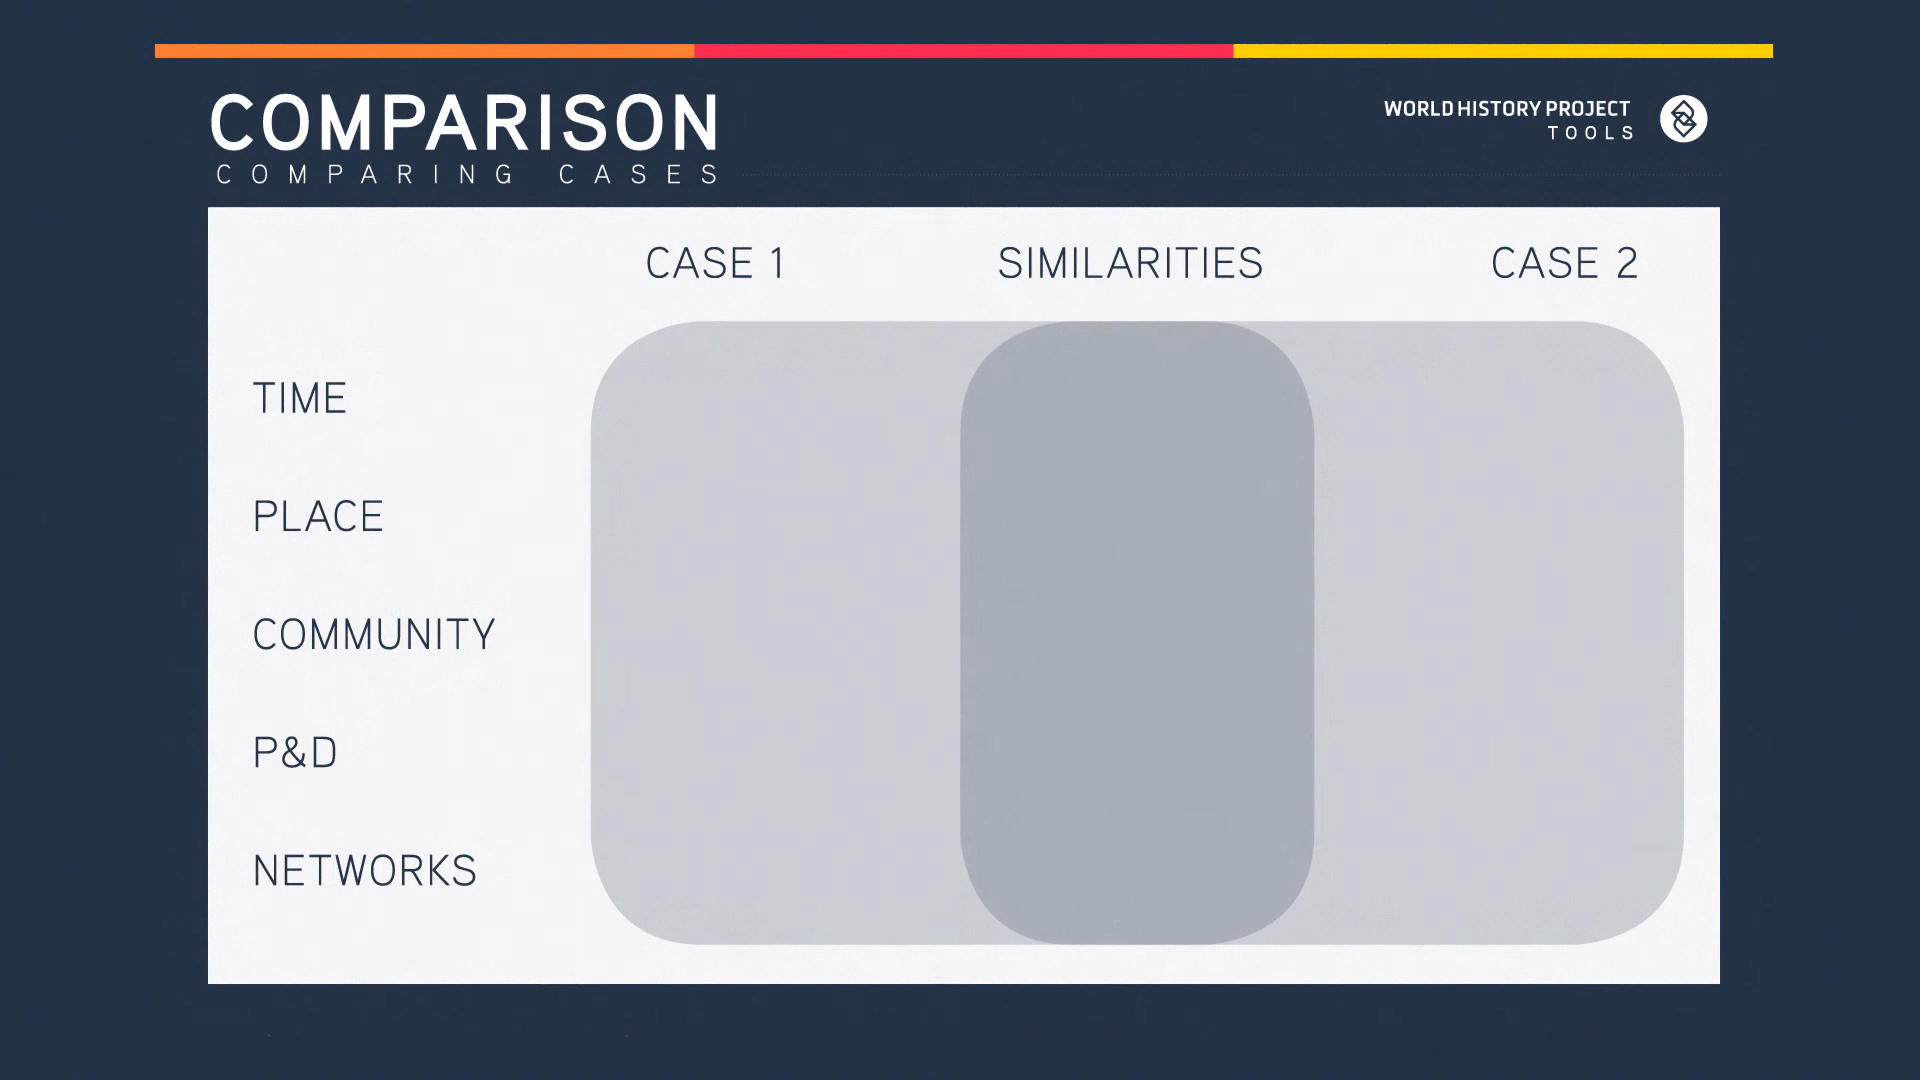 COMPARISON
COMPARING CASES
WORLD HISTORY PROJECT
TOOLS
CASE 1
SIMILARITIES
CASE 2
TIME
PLACE
COMMUNITY
P&D
NETWORKS